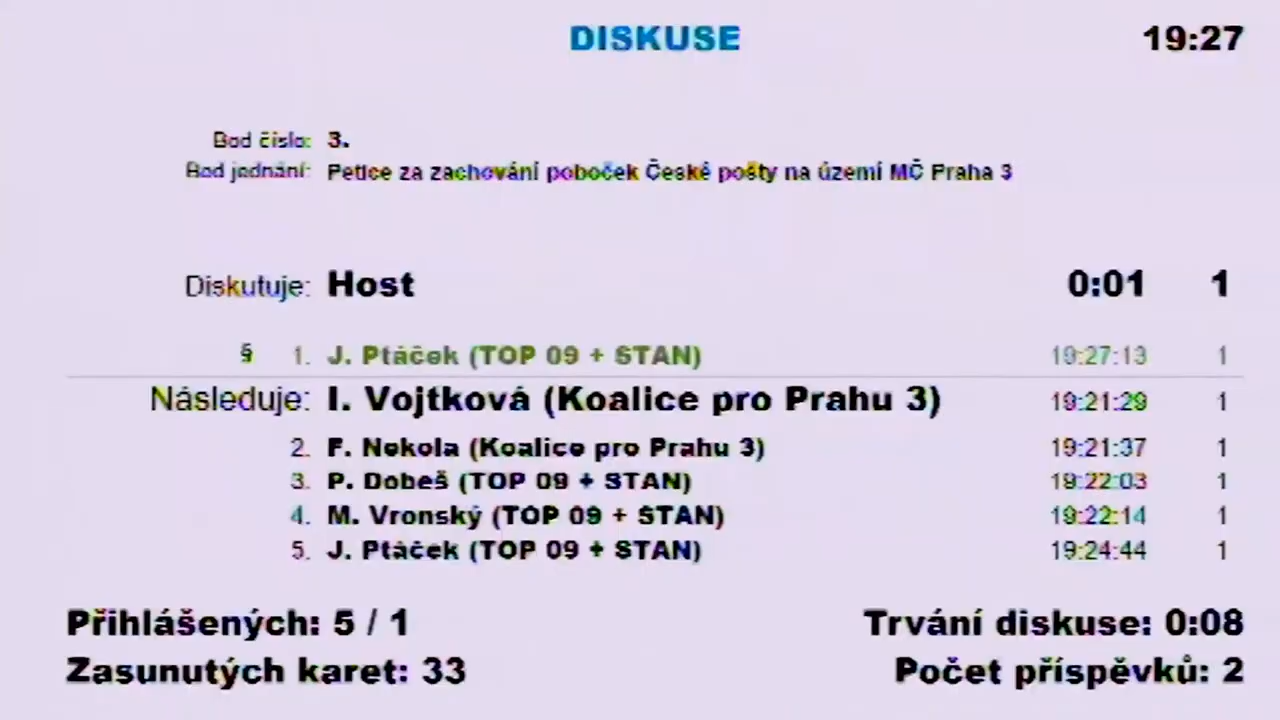 DISKUSE 19:27
Bod číslo: 3.
Bod jednání: Petice za zachování poboček České pošty na území MČ Praha 3
Diskutuje: Host 0:01 1
§ 1. J. Ptáček (TOP 09 + STAN) 19:27:13 1
Následuje: I. Vojtková (Koalice pro Prahu 3) 19:21:29 1
2. F. Nekola (Koalice pro Prahu 3) 19:21:37 1
3. P. Dobeš (TOP 09 + STAN) 19:22:03 1
4. M. Vronský (TOP 09 + STAN) 19:22:14 1
5. J. Ptáček (TOP 09 + STAN) 19:24:44 1
Přihlášených: 5 / 1 Trvání diskuse: 0:08
Zasunutých karet: 33 Počet příspěvků: 2